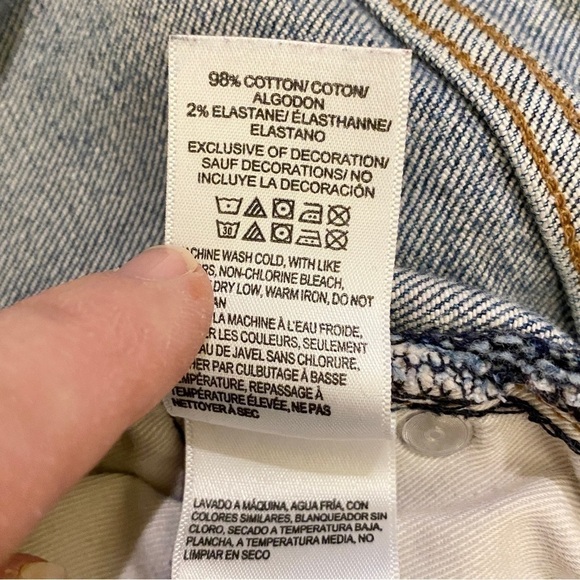 98% COTTON/ COTON/
ALGODON
2% ELASTANE/ ÉLASTHANNE/
ELASTANO
EXCLUSIVE OF DECORATION/
SAUF DECORATIONS/ NO
INCLUYE LA DECORACIÓN
30
WASH COLD, WITH LIKE
NON-CHLORINE BLEACH,
DRY LOW, WARM IRON, DO NOT
LA MACHINE À L'EAU FROIDE,
LES COULEURS, SEULEMENT
DE JAVEL SANS CHLORURE,
PAR CULBUTAGE À BASSE
TEMPÉRATURE, REPASSAGE À
TEMPÉRATURE ÉLEVÉE, NE PAS
NETTOYER À SEC
LAVADO A MÁQUINA, AGUA FRÍA, CON
COLORES SIMILARES, BLANQUEADOR SIN
CLORO, SECADO A TEMPERATURA BAJA,
PLANCHA, A TEMPERATURA MEDIA, NO
LIMPIAR EN SECO